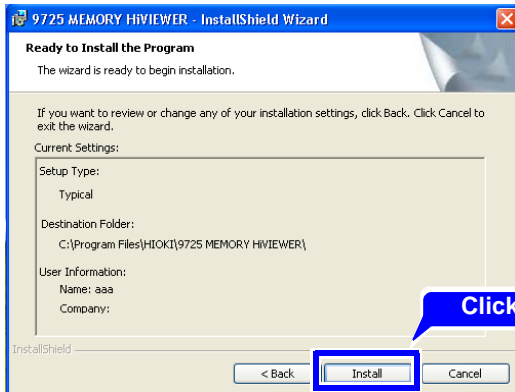 9725 MEMORY HiVIEWER - InstallShield Wizard
Ready to Install the Program
The wizard is ready to begin installation.
If you want to review or change any of your installation settings, click Back. Click Cancel to
exit the wizard.
Current Settings:
Setup Type:
Typical
Destination Folder:
C:\Program Files\HIOKI\9725 MEMORY HiVIEWER\
User Information:
Name: aaa
Company:
Click
InstallShield
< Back Install Cancel